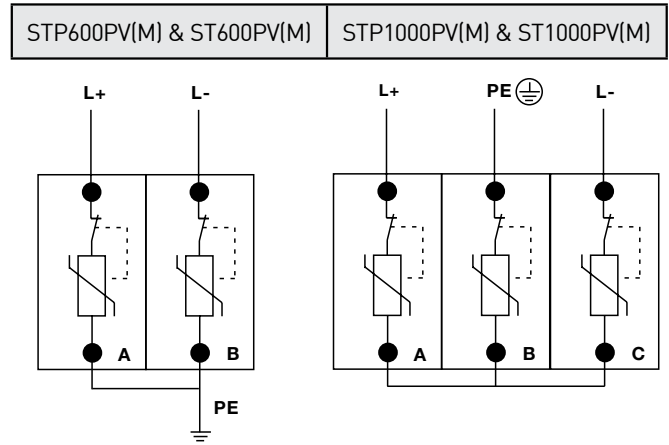 STP600PV(M) & ST600PV(M) STP1000PV(M) & ST1000PV(M)
L+ L- L+ PE L-
A B A B C
PE